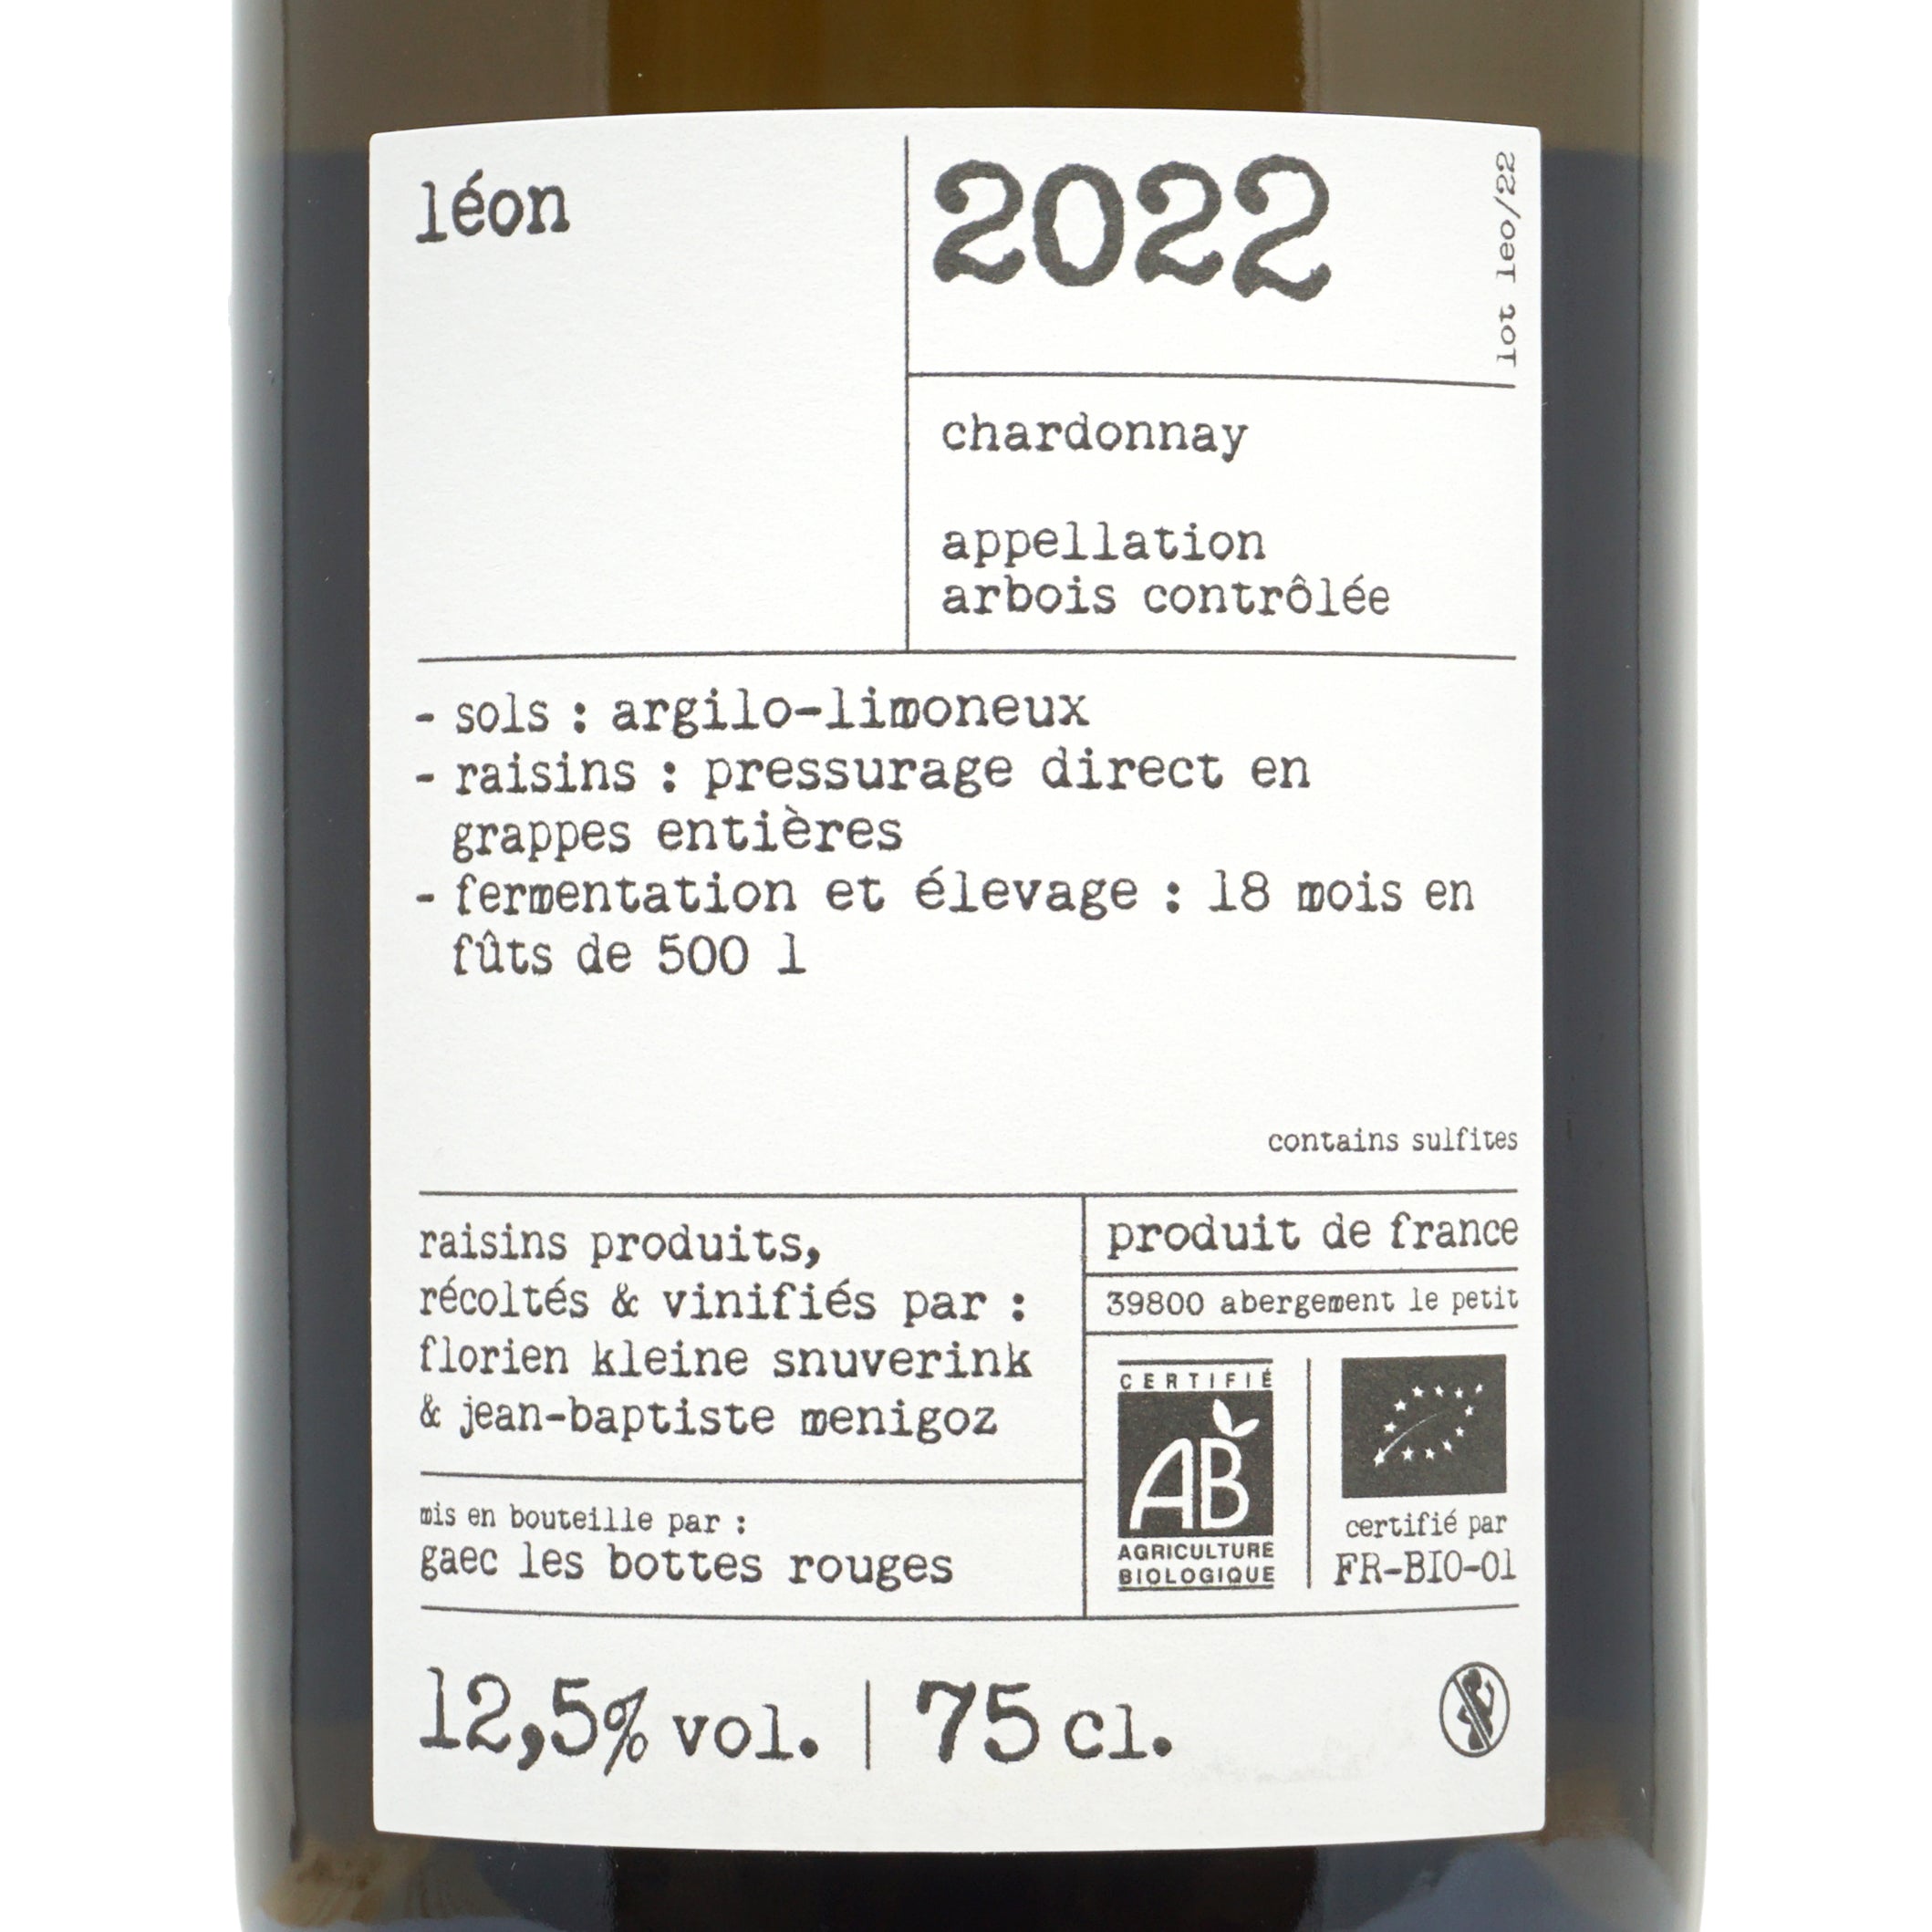 léon
2022
lot leo/22
chardonnay
appellation
arbois contrôlée
- sols : argilo-limoneux
- raisins : pressurage direct en
grappes entières
- fermentation et élevage : 18 mois en
fûts de 500 l
contains sulfites
raisins produits,
récoltés & vinifiés par :
florien kleine snuverink
& jean-baptiste menigoz
mis en bouteille par :
gaec les bottes rouges
produit de france
39800 abergement le petit
CERTIFIÉ
AB
AGRICULTURE
BIOLOGIQUE
certifié par
FR-BIO-01
12,5% vol. | 75 cl.